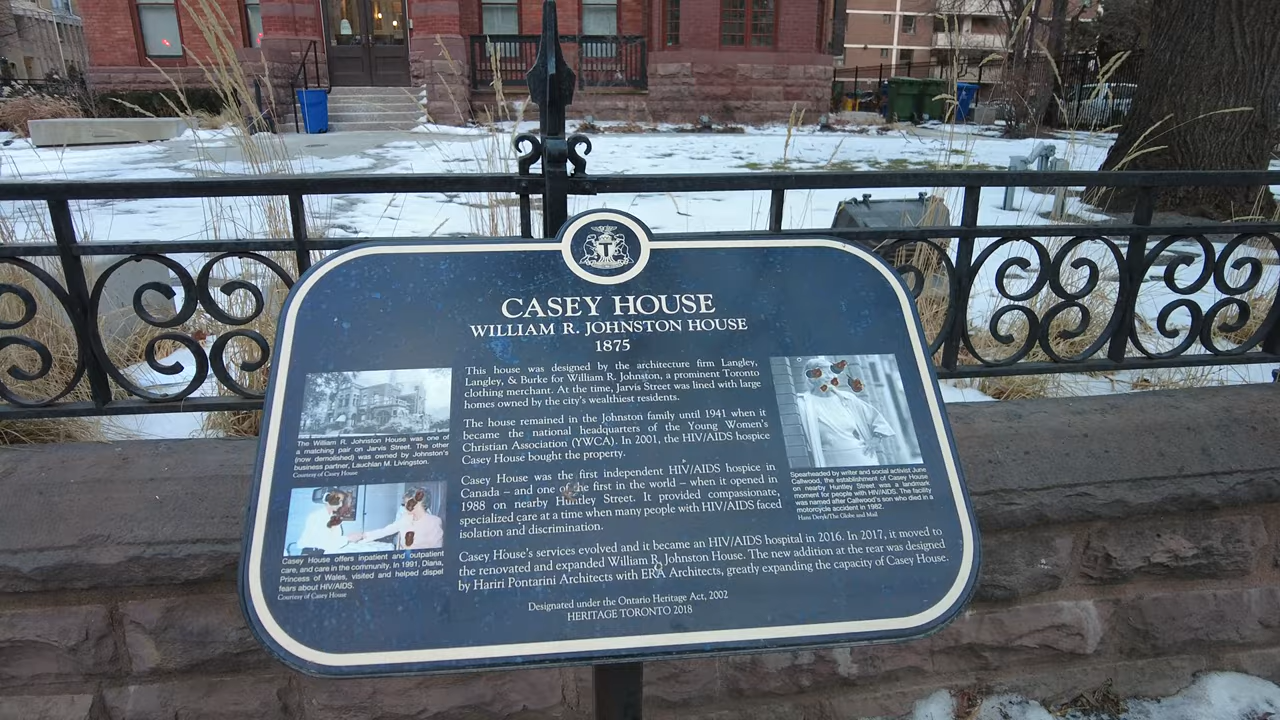 CASEY HOUSE
WILLIAM R. JOHNSTON HOUSE
1875
This house was designed by the architecture firm Langley,
Langley, & Burke for William R. Johnston, a prominent Toronto
clothing merchant. At the time, Jarvis Street was lined with large
homes owned by the city's wealthiest residents.
The house remained in the Johnston family until 1941 when it
became the national headquarters of the Young Women's
Christian Association (YWCA). In 2001, the HIV/AIDS hospice
Casey House bought the property.
Casey House was the first independent HIV/AIDS hospice in
Canada – and one of the first in the world – when it opened in
1988 on nearby Huntley Street. It provided compassionate,
specialized care at a time when many people with HIV/AIDS faced
isolation and discrimination.
Casey House's services evolved and it became an HIV/AIDS hospital in 2016. In 2017, it moved to
the renovated and expanded William R. Johnston House. The new addition at the rear was designed
by Hariri Pontarini Architects with ERA Architects, greatly expanding the capacity of Casey House.
Designated under the Ontario Heritage Act, 2002
HERITAGE TORONTO 2018
The William R. Johnston House was one of
a matching pair on Jarvis Street. The other
(now demolished) was owned by Johnston's
business partner, Lauchlan M. Livingston.
Courtesy of Casey House
Casey House offers inpatient and outpatient
care, and care in the community. In 1991, Diana,
Princess of Wales, visited and helped dispel
fears about HIV/AIDS.
Courtesy of Casey House
Spearheaded by writer and social activist June
Callwood, the establishment of Casey House
on nearby Huntley Street was a landmark
moment for people with HIV/AIDS. The facility
was named after Callwood's son who died in a
motorcycle accident in 1982.
Hans Deryk/The Globe and Mail